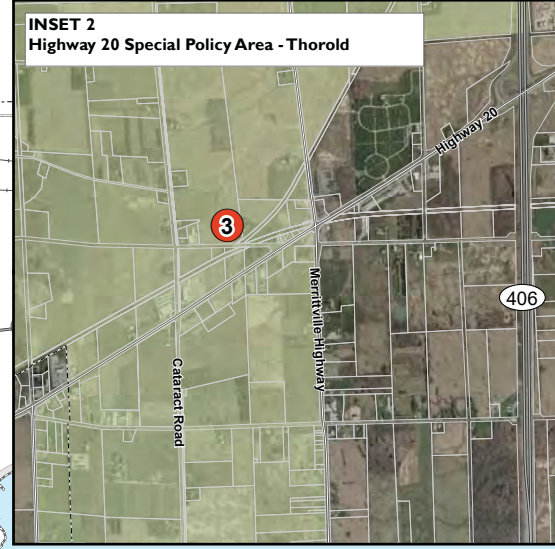 INSET 2
Highway 20 Special Policy Area - Thorold
Highway 20
3
406
Merrittville Highway
Cataract Road